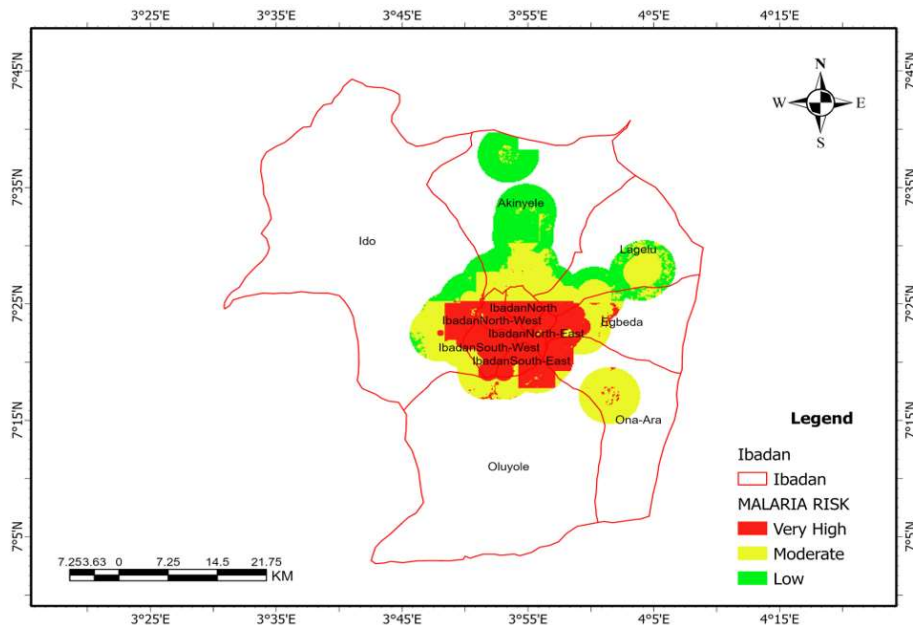 3°25'E 3°35'E 3°45'E 3°55'E 4°5'E 4°15'E
7°45'N 7°45'N
N
W E
S
7°35'N 7°35'N
Akinyele
Ido
Lagelu
7°25'N 7°25'N
IbadanNorth
IbadanNorth-West
Egbeda
IbadanNorth-East
IbadanSouth-West
IbadanSouth-East
7°15'N 7°15'N
Ona-Ara
Legend
Oluyole
Ibadan
Ibadan
MALARIA RISK
Very High
Moderate
Low
7°5'N 7°5'N
7.253.63 0 7.25 14.5 21.75
KM
3°25'E 3°35'E 3°45'E 3°55'E 4°5'E 4°15'E